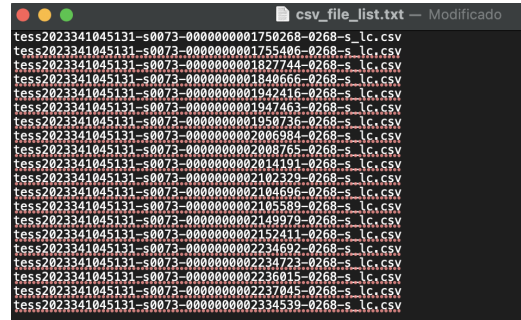 csv_file_list.txt — Modificado
tess2023341045131-s0073-0000000001750268-0268-s_lc.csv
tess2023341045131-s0073-0000000001755406-0268-s_lc.csv
tess2023341045131-s0073-0000000001827744-0268-s_lc.csv
tess2023341045131-s0073-0000000001840666-0268-s_lc.csv
tess2023341045131-s0073-0000000001942416-0268-s_lc.csv
tess2023341045131-s0073-0000000001947463-0268-s_lc.csv
tess2023341045131-s0073-0000000001950736-0268-s_lc.csv
tess2023341045131-s0073-0000000002006984-0268-s_lc.csv
tess2023341045131-s0073-0000000002008765-0268-s_lc.csv
tess2023341045131-s0073-0000000002014191-0268-s_lc.csv
tess2023341045131-s0073-0000000002102329-0268-s_lc.csv
tess2023341045131-s0073-0000000002104696-0268-s_lc.csv
tess2023341045131-s0073-0000000002105589-0268-s_lc.csv
tess2023341045131-s0073-0000000002149979-0268-s_lc.csv
tess2023341045131-s0073-0000000002152411-0268-s_lc.csv
tess2023341045131-s0073-0000000002234692-0268-s_lc.csv
tess2023341045131-s0073-0000000002234723-0268-s_lc.csv
tess2023341045131-s0073-0000000002236015-0268-s_lc.csv
tess2023341045131-s0073-0000000002237045-0268-s_lc.csv
tess2023341045131-s0073-0000000002334539-0268-s_lc.csv